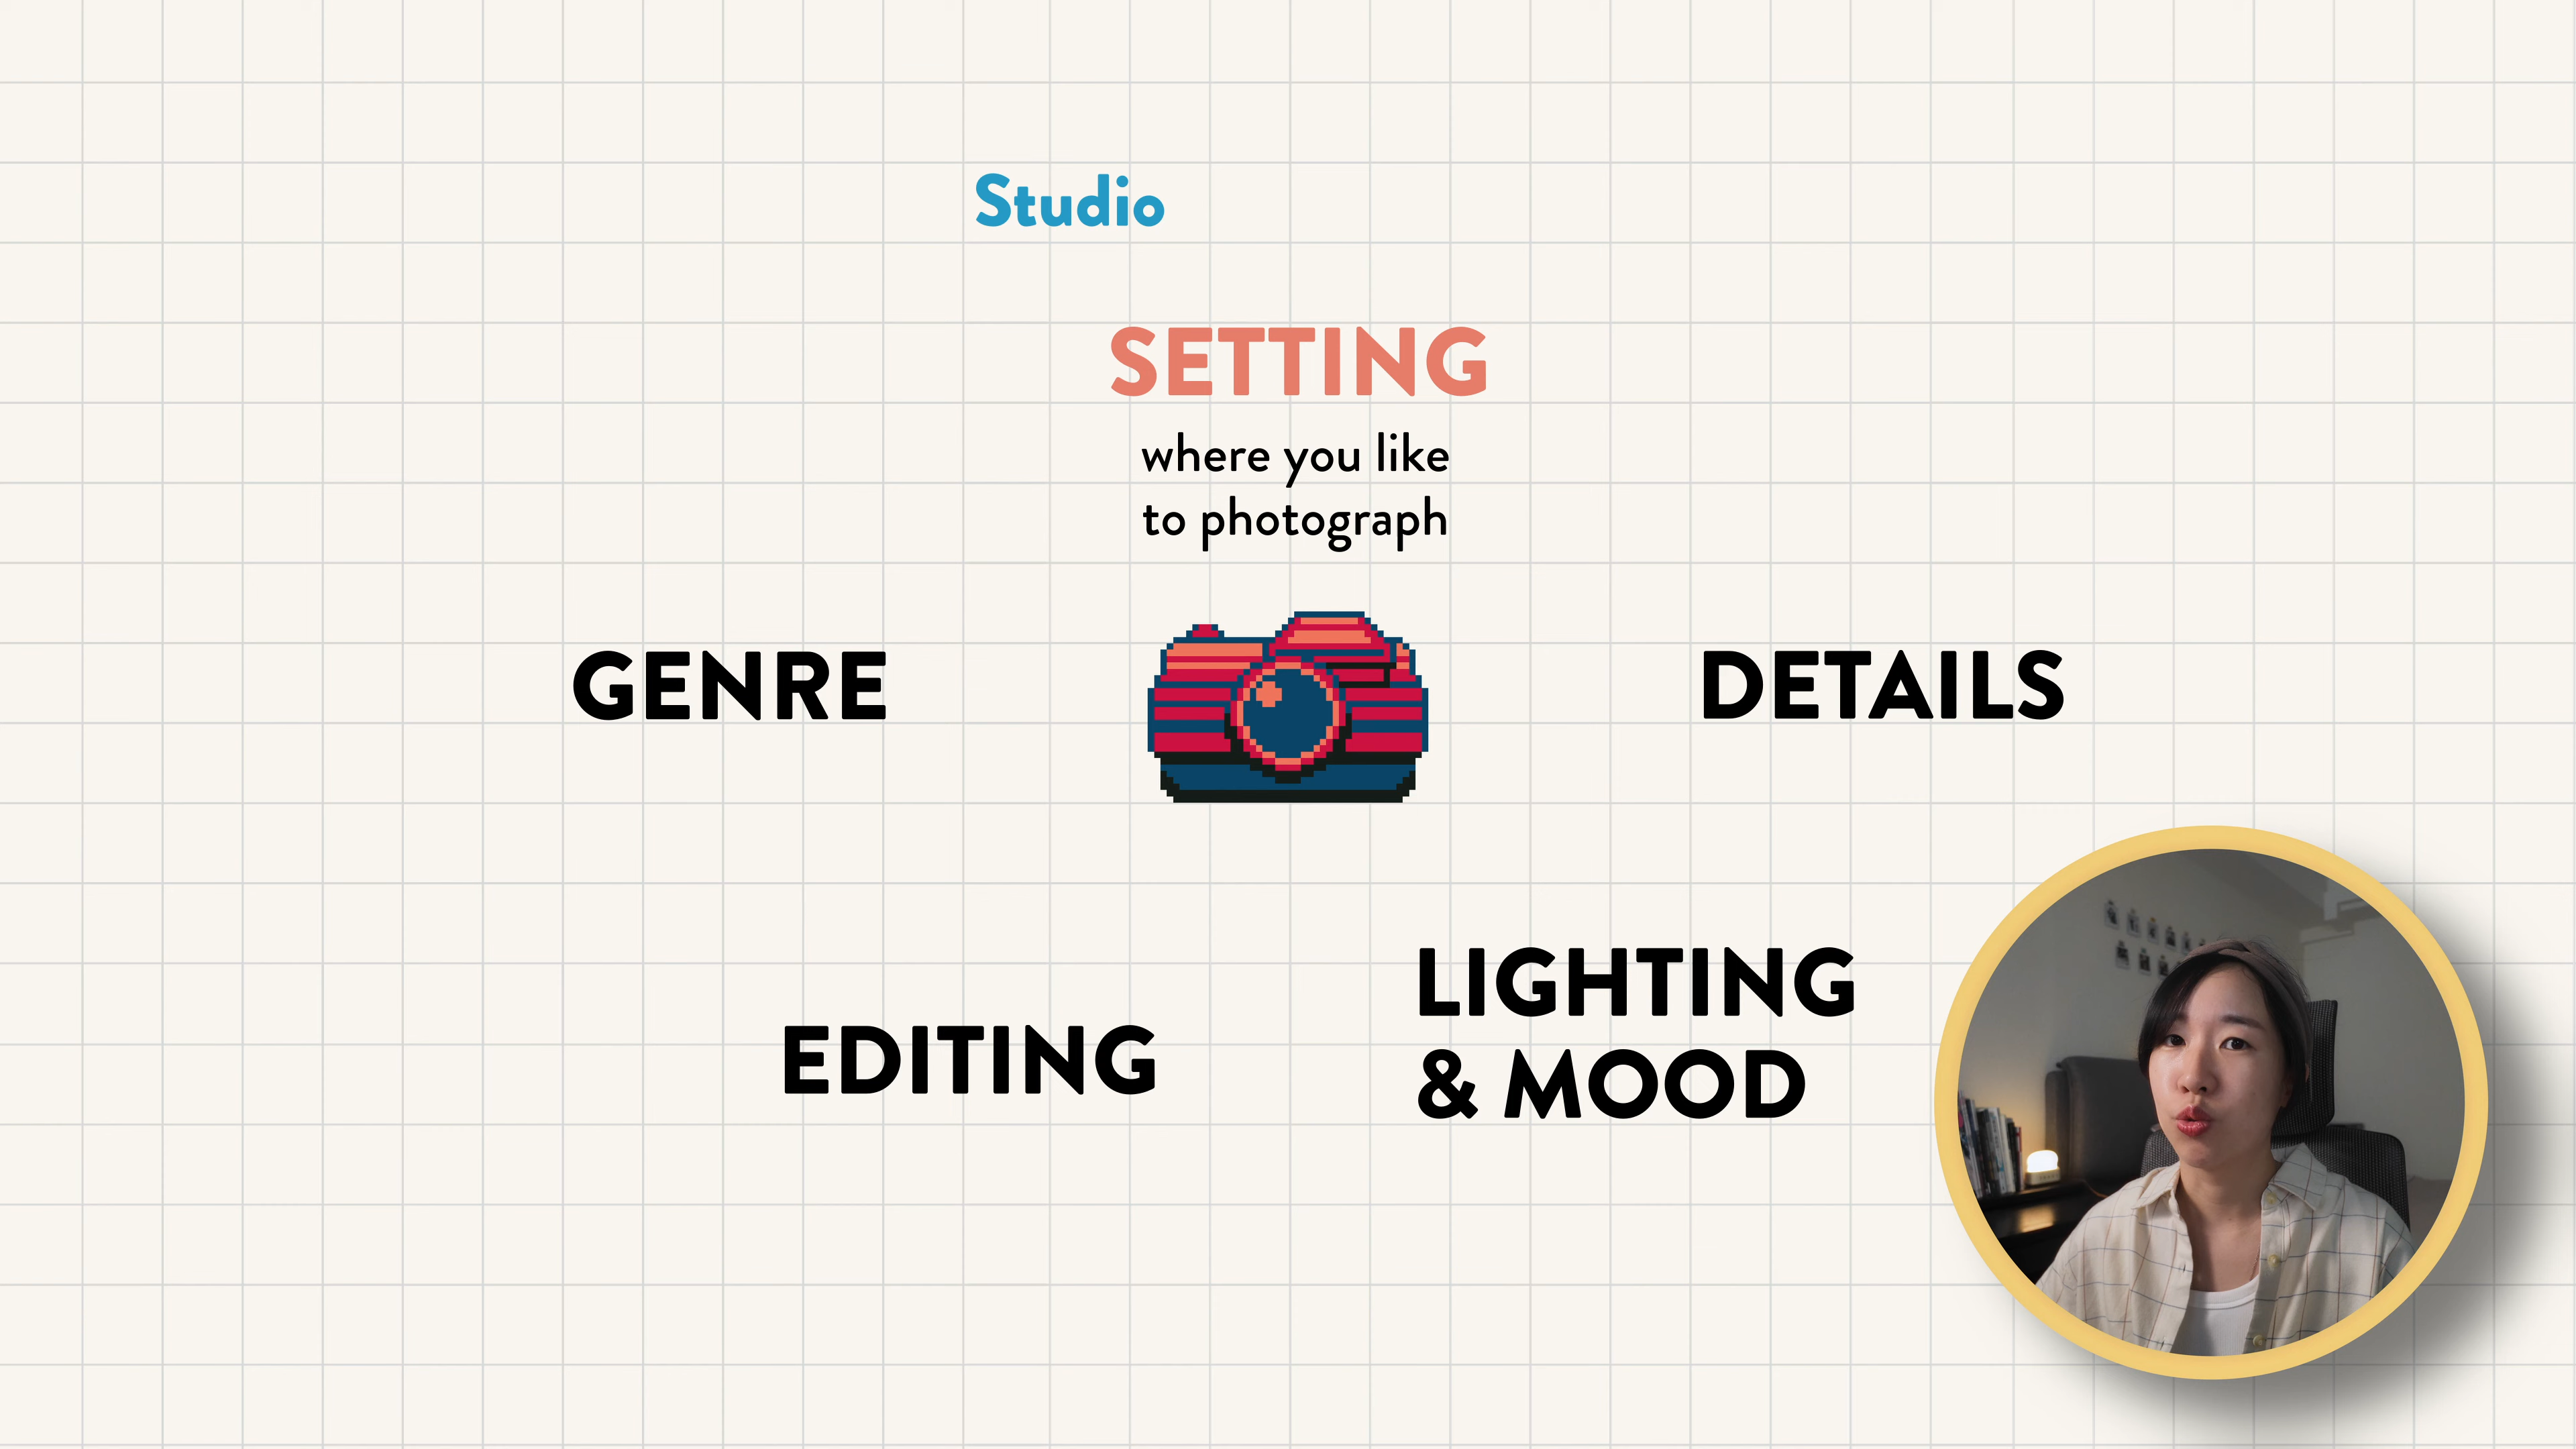 Studio
SETTING
where you like
to photograph
GENRE
DETAILS
EDITING
LIGHTING
& MOOD